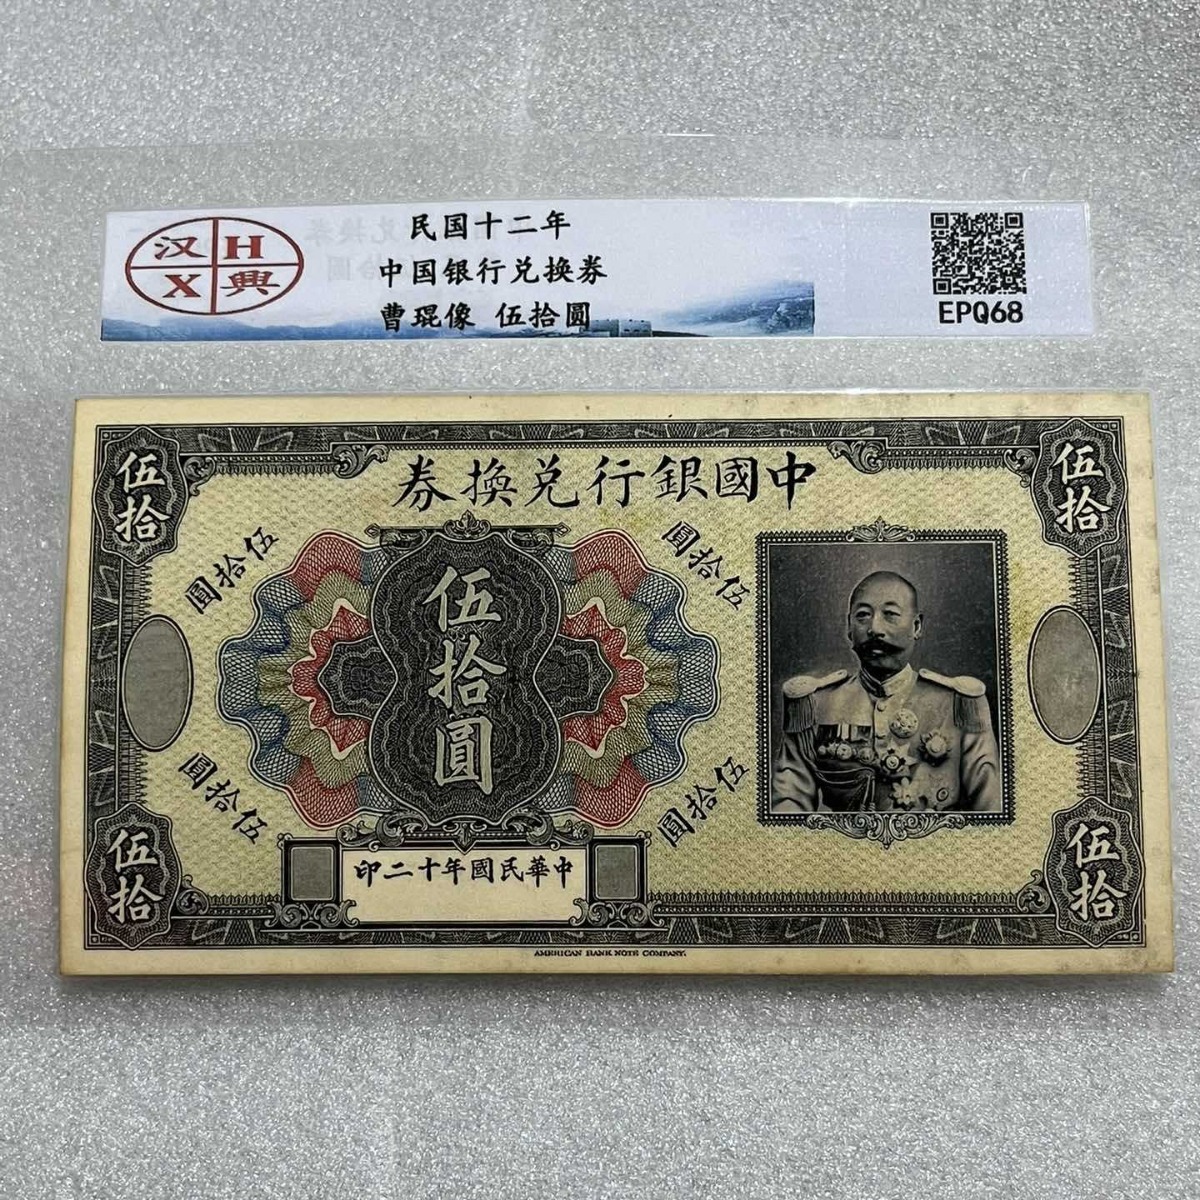 汉 H
X 興
民国十二年
中国银行兑换券
曹琨像 伍拾圆
EPQ68
中國銀行兌換券
伍拾
伍拾
伍拾圓
伍拾圓
伍拾圓
伍拾圓
伍拾圓
中華民國年十二印
伍拾
伍拾
AMERICAN BANK NOTE COMPANY.